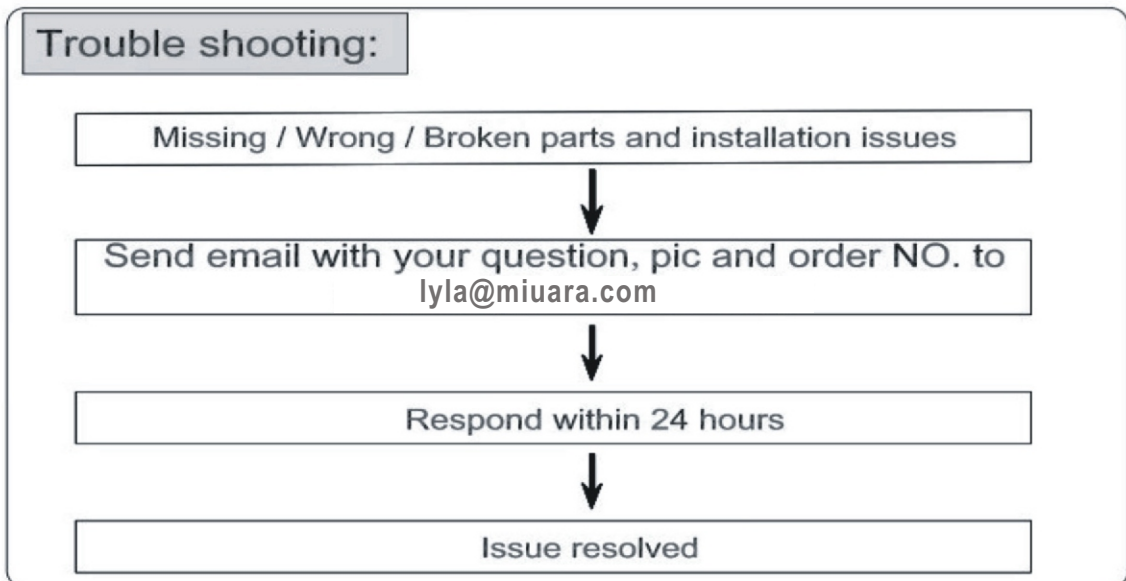 Trouble shooting:
Missing / Wrong / Broken parts and installation issues
Send email with your question, pic and order NO. to
lyla@miuara.com
Respond within 24 hours
Issue resolved